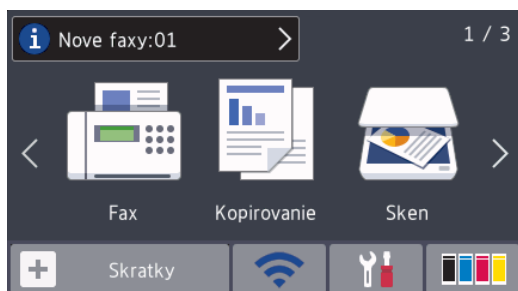 Nove faxy:01
1 / 3
Fax
Kopirovanie
Sken
Skratky